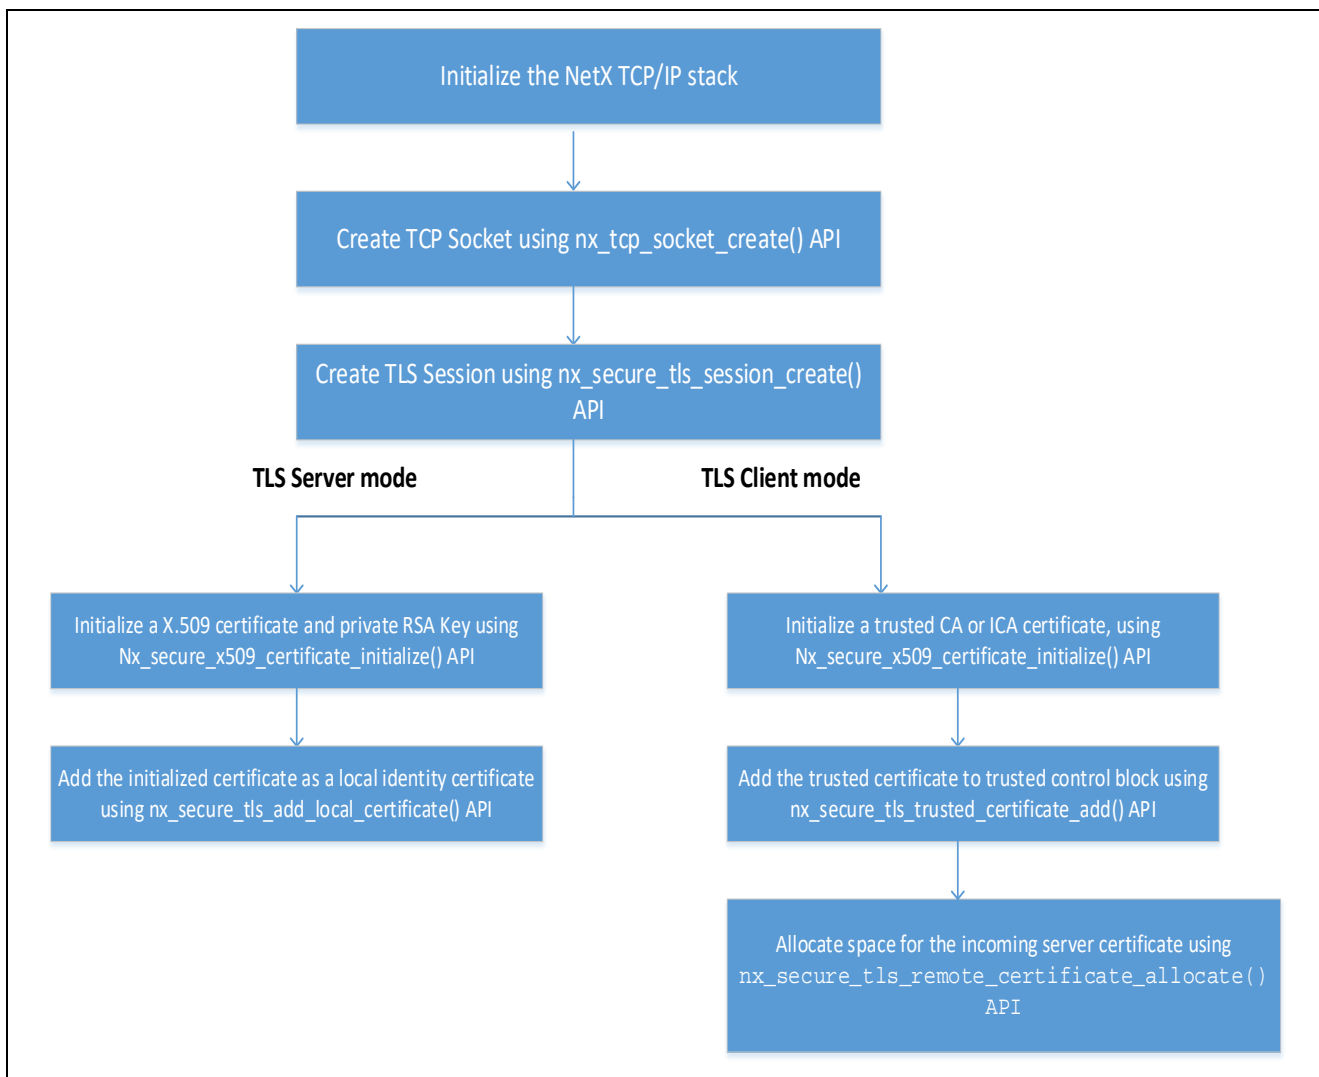 Initialize the NetX TCP/IP stack
Create TCP Socket using nx_tcp_socket_create() API
Create TLS Session using nx_secure_tls_session_create()
API
TLS Server mode
TLS Client mode
Initialize a X.509 certificate and private RSA Key using
Nx_secure_x509_certificate_initialize() API
Add the initialized certificate as a local identity certificate
using nx_secure_tls_add_local_certificate() API
Initialize a trusted CA or ICA certificate, using
Nx_secure_x509_certificate_initialize() API
Add the trusted certificate to trusted control block using
nx_secure_tls_trusted_certificate_add() API
Allocate space for the incoming server certificate using
nx_secure_tls_remote_certificate_allocate()
API